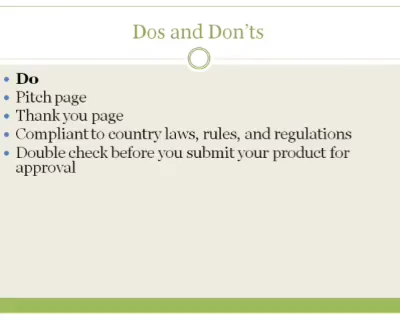 Dos and Don'ts
Do
Pitch page
Thank you page
Compliant to country laws, rules, and regulations
Double check before you submit your product for
approval